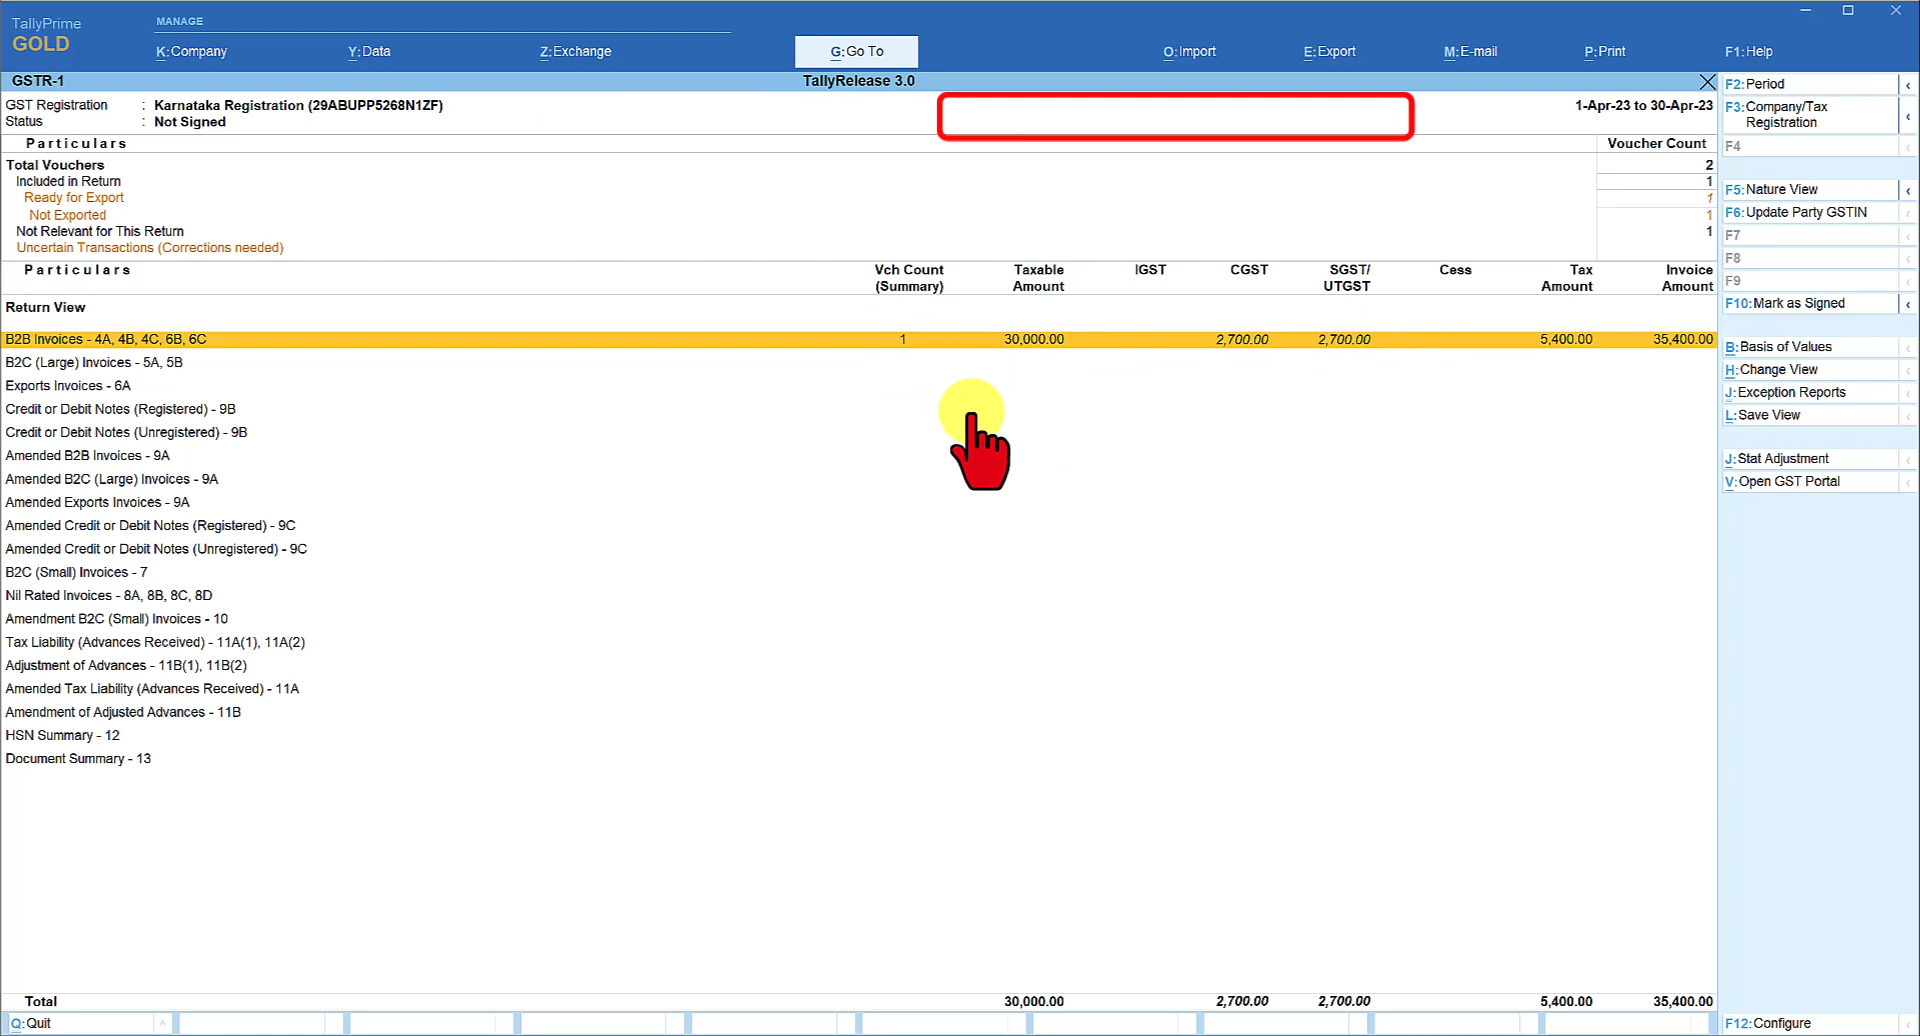 TallyPrime
GOLD
MANAGE
K:Company Y:Data Z:Exchange G:Go To O:Import E:Export M:E-mail P:Print F1:Help
GSTR-1 TallyRelease 3.0
GST Registration : Karnataka Registration (29ABUPP5268N1ZF) 1-Apr-23 to 30-Apr-23
Status : Not Signed
Particulars Voucher Count
Total Vouchers 2
Included in Return 1
Ready for Export 1
Not Exported 1
Not Relevant for This Return 1
Uncertain Transactions (Corrections needed)
Particulars Vch Count Taxable IGST CGST SGST/ Cess Tax Invoice
(Summary) Amount UTGST Amount Amount
Return View
B2B Invoices - 4A, 4B, 4C, 6B, 6C 1 30,000.00 2,700.00 2,700.00 5,400.00 35,400.00
B2C (Large) Invoices - 5A, 5B
Exports Invoices - 6A
Credit or Debit Notes (Registered) - 9B
Credit or Debit Notes (Unregistered) - 9B
Amended B2B Invoices - 9A
Amended B2C (Large) Invoices - 9A
Amended Exports Invoices - 9A
Amended Credit or Debit Notes (Registered) - 9C
Amended Credit or Debit Notes (Unregistered) - 9C
B2C (Small) Invoices - 7
Nil Rated Invoices - 8A, 8B, 8C, 8D
Amendment B2C (Small) Invoices - 10
Tax Liability (Advances Received) - 11A(1), 11A(2)
Adjustment of Advances - 11B(1), 11B(2)
Amended Tax Liability (Advances Received) - 11A
Amendment of Adjusted Advances - 11B
HSN Summary - 12
Document Summary - 13
Total 30,000.00 2,700.00 2,700.00 5,400.00 35,400.00
Q:Quit
F2:Period
F3:Company/Tax
Registration
F4
F5:Nature View
F6:Update Party GSTIN
F7
F8
F9
F10:Mark as Signed
B:Basis of Values
H:Change View
J:Exception Reports
L:Save View
J:Stat Adjustment
V:Open GST Portal
F12:Configure